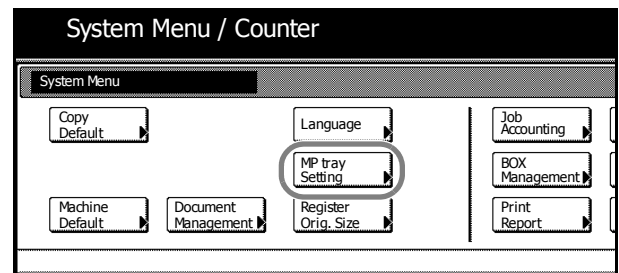 System Menu / Counter
System Menu
Copy
Default
Language
Job
Accounting
MP tray
Setting
BOX
Management
Machine
Default
Document
Management
Register
Orig. Size
Print
Report